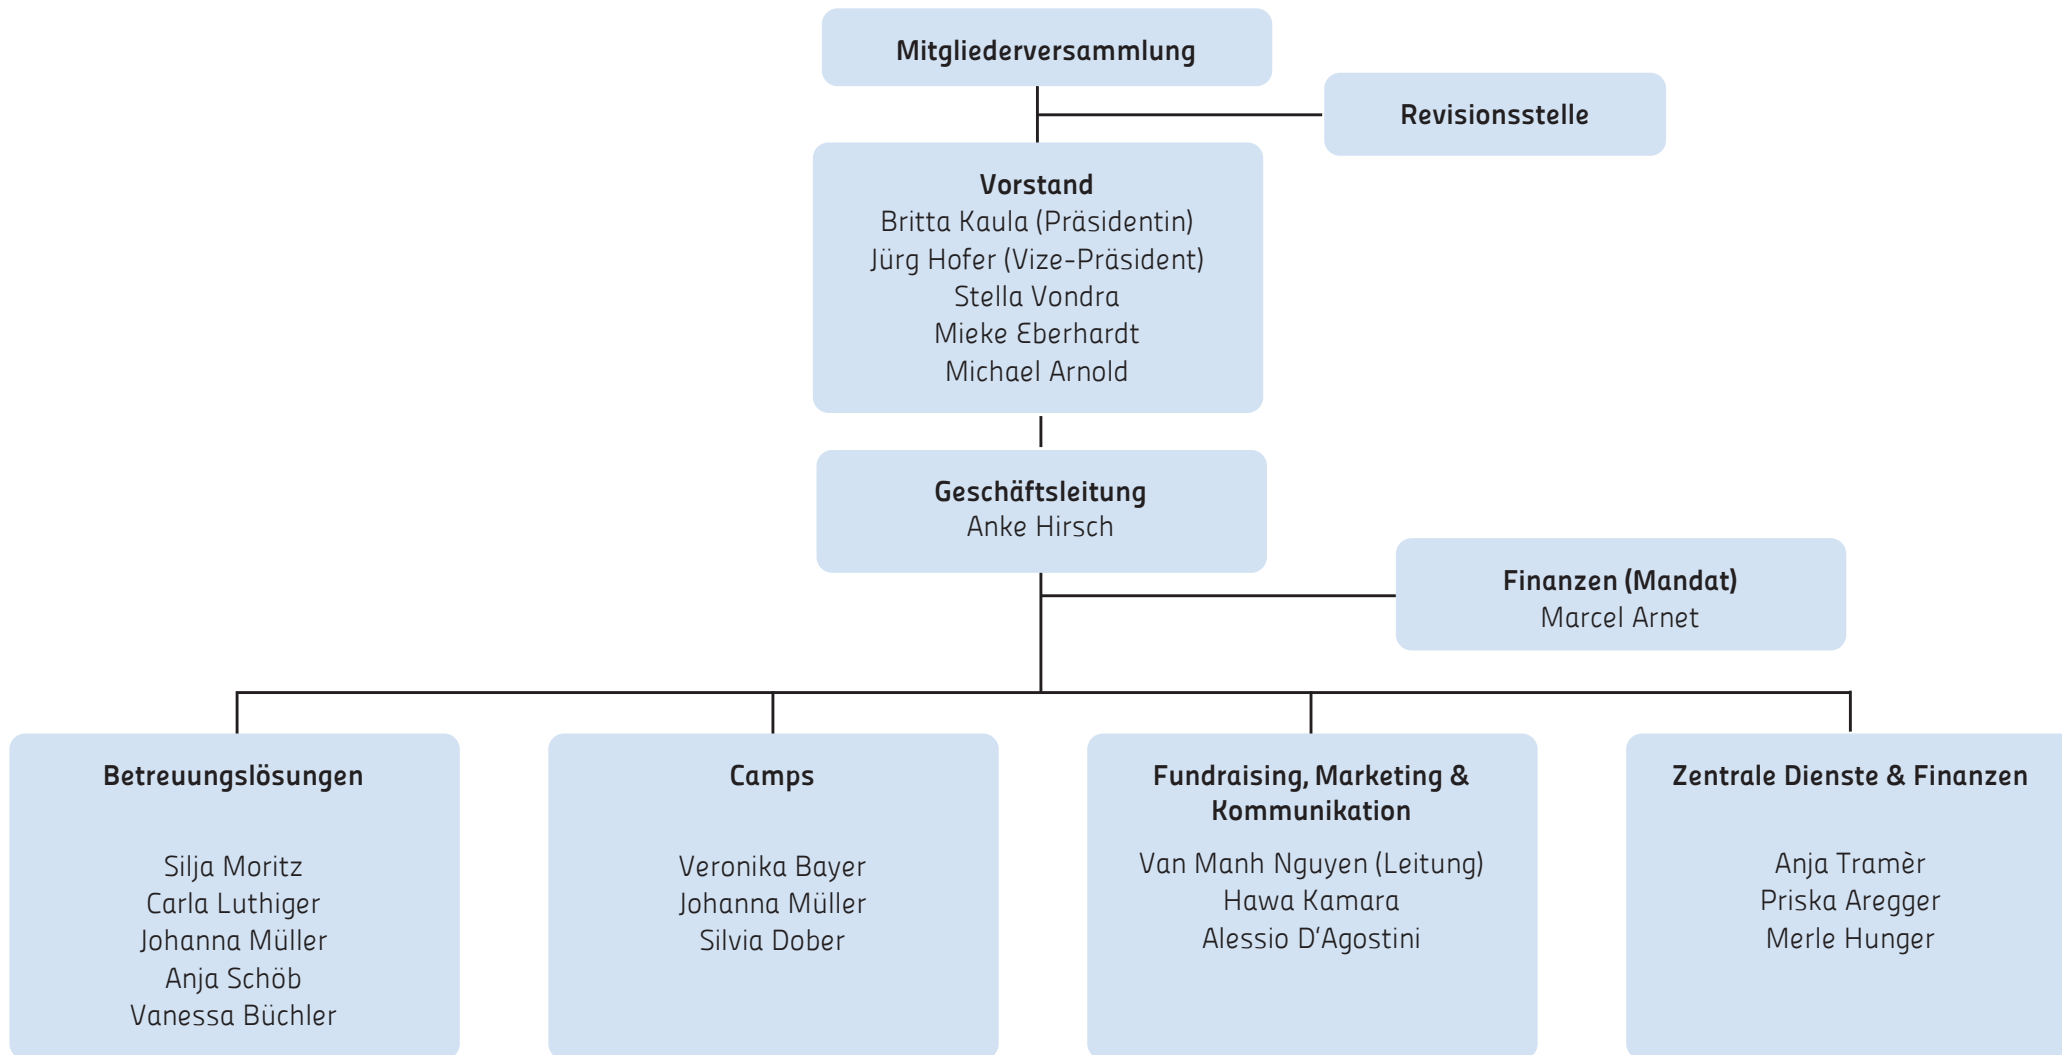 Mitgliederversammlung
Revisionsstelle
Vorstand
Britta Kaula (Präsidentin)
Jürg Hofer (Vize-Präsident)
Stella Vondra
Mieke Eberhardt
Michael Arnold
Geschäftsleitung
Anke Hirsch
Finanzen (Mandat)
Marcel Arnet
Betreuungslösungen
Silja Moritz
Carla Luthiger
Johanna Müller
Anja Schöb
Vanessa Büchler
Camps
Veronika Bayer
Johanna Müller
Silvia Dober
Fundraising, Marketing &
Kommunikation
Van Manh Nguyen (Leitung)
Hawa Kamara
Alessio D‘Agostini
Zentrale Dienste & Finanzen
Anja Tramèr
Priska Aregger
Merle Hunger